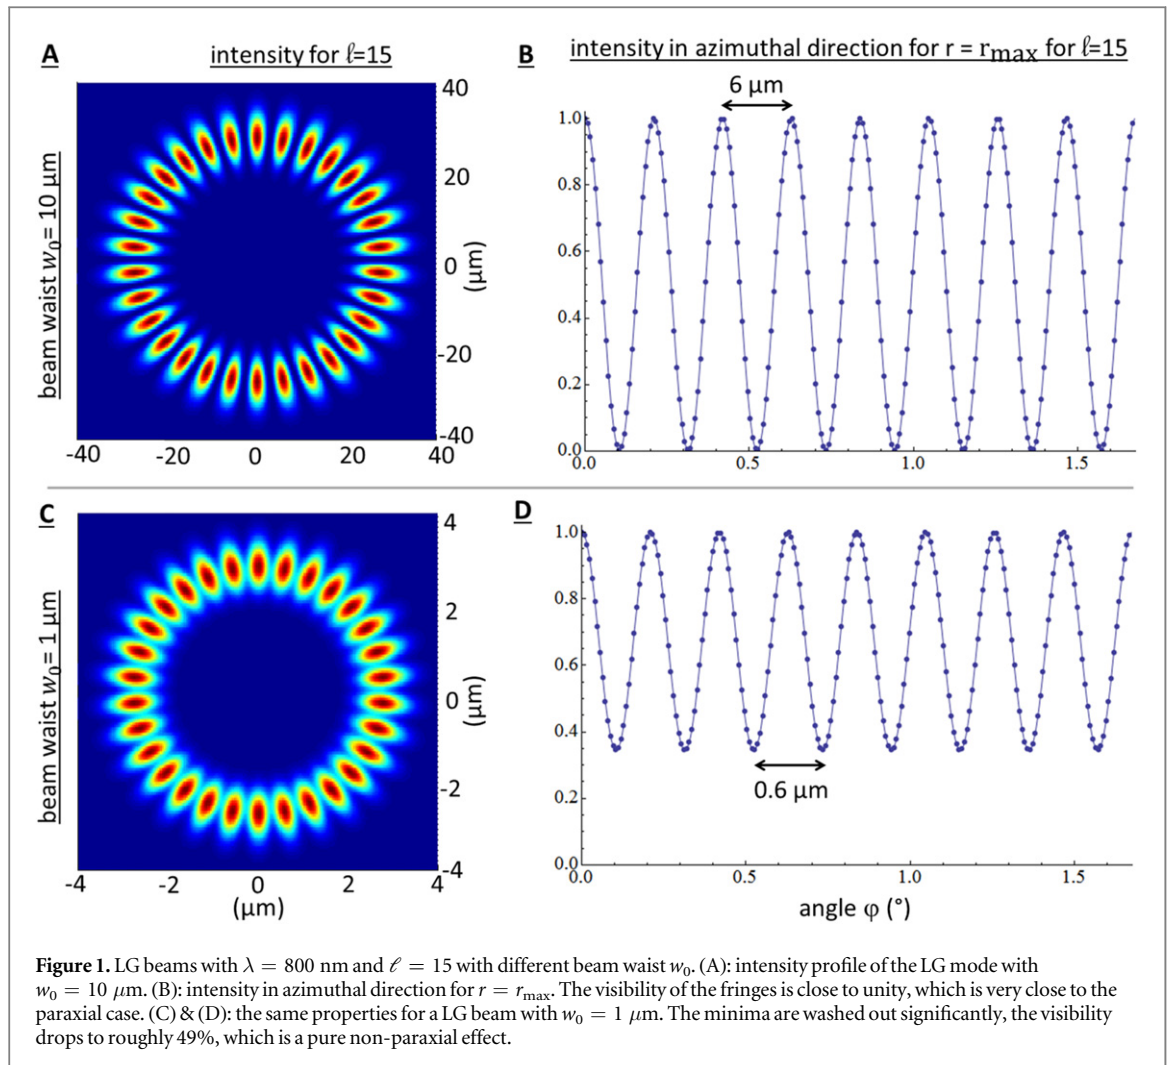 A
intensity for ℓ=15
beam waist w0= 10 µm
40
20
0
-20
-40
(µm)
-40
-20
0
20
40
B
intensity in azimuthal direction for r = rmax for ℓ=15
6 µm
1.0
0.8
0.6
0.4
0.2
0.0
0.0
0.5
1.0
1.5
C
beam waist w0= 1 µm
4
2
0
-2
-4
(µm)
-4
-2
0
2
4
(µm)
D
1.0
0.8
0.6
0.4
0.2
0.0
0.6 µm
0.0
0.5
1.0
1.5
angle φ (°)
Figure 1. LG beams with λ = 800 nm and ℓ = 15 with different beam waist w0. (A): intensity profile of the LG mode with
w0 = 10 μm. (B): intensity in azimuthal direction for r = rmax. The visibility of the fringes is close to unity, which is very close to the
paraxial case. (C) & (D): the same properties for a LG beam with w0 = 1 μm. The minima are washed out significantly, the visibility
drops to roughly 49%, which is a pure non-paraxial effect.